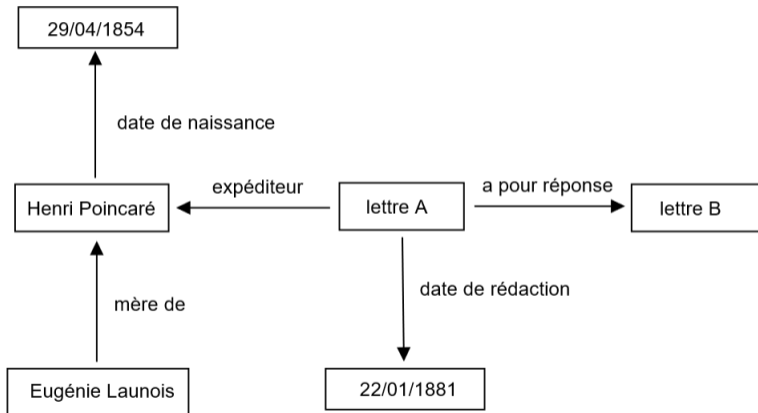 29/04/1854
date de naissance
Henri Poincaré
expéditeur
lettre A
a pour réponse
lettre B
mère de
date de rédaction
Eugénie Launois
22/01/1881